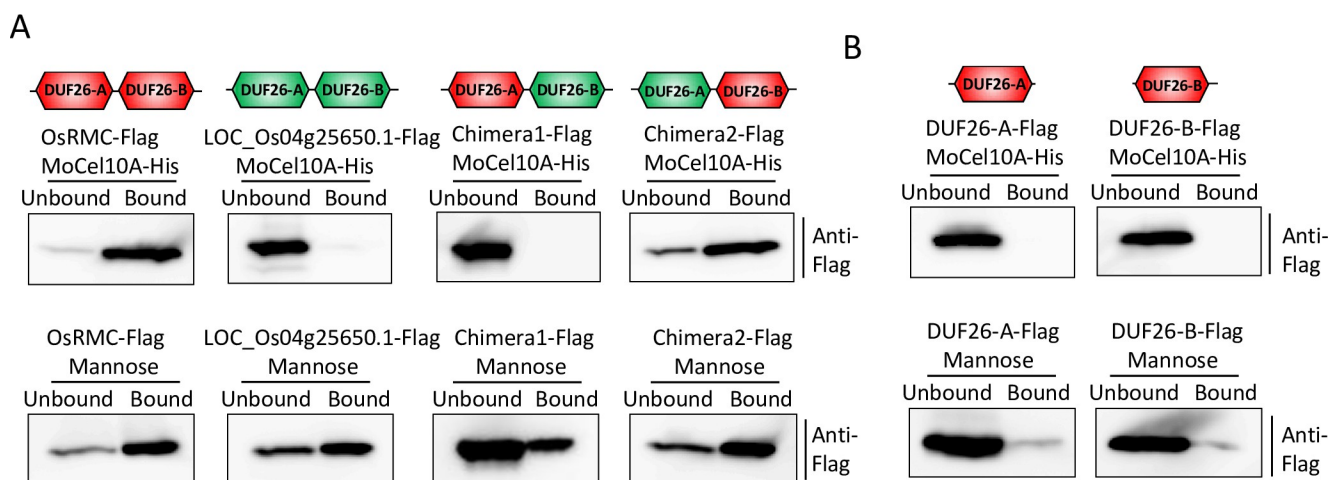 A
B
DUF26-A DUF26-B DUF26-A DUF26-B DUF26-A DUF26-B DUF26-A DUF26-B DUF26-A DUF26-B
OsRMC-Flag LOC_Os04g25650.1-Flag Chimera1-Flag Chimera2-Flag DUF26-A-Flag DUF26-B-Flag
MoCel10A-His MoCel10A-His MoCel10A-His MoCel10A-His MoCel10A-His MoCel10A-His
Unbound Bound Unbound Bound Unbound Bound Unbound Bound Unbound Bound Unbound Bound
Anti- Anti-
Flag Flag
OsRMC-Flag LOC_Os04g25650.1-Flag Chimera1-Flag Chimera2-Flag DUF26-A-Flag DUF26-B-Flag
Mannose Mannose Mannose Mannose Mannose Mannose
Unbound Bound Unbound Bound Unbound Bound Unbound Bound Unbound Bound Unbound Bound
Anti- Anti-
Flag Flag